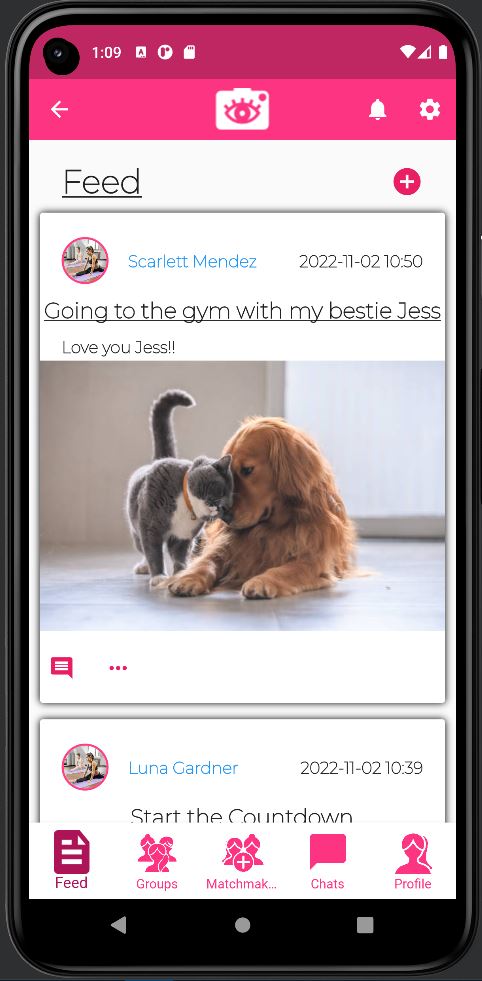 1:09
Feed
Scarlett Mendez 2022-11-02 10:50
Going to the gym with my bestie Jess
Love you Jess!!
Luna Gardner 2022-11-02 10:39
Start the Countdown
Feed Groups Matchmak... Chats Profile